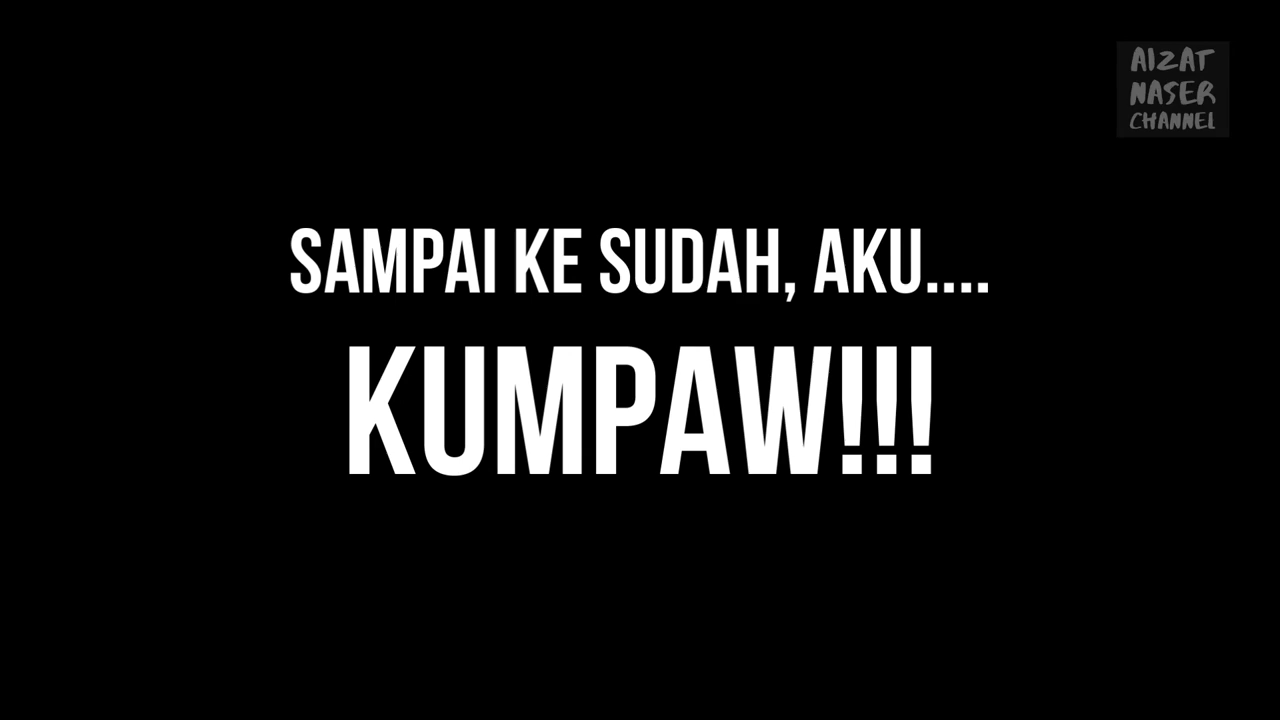 AIZAT
NASER
CHANNEL
SAMPAI KE SUDAH, AKU....
KUMPAW!!!